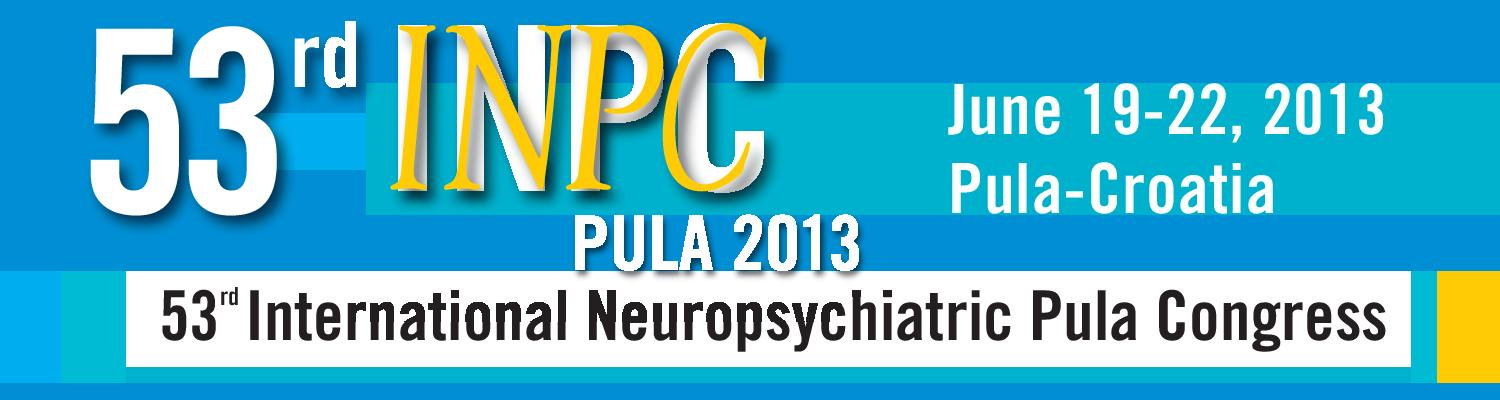 53rd INPC
PULA 2013
June 19-22, 2013
Pula-Croatia
53rd International Neuropsychiatric Pula Congress